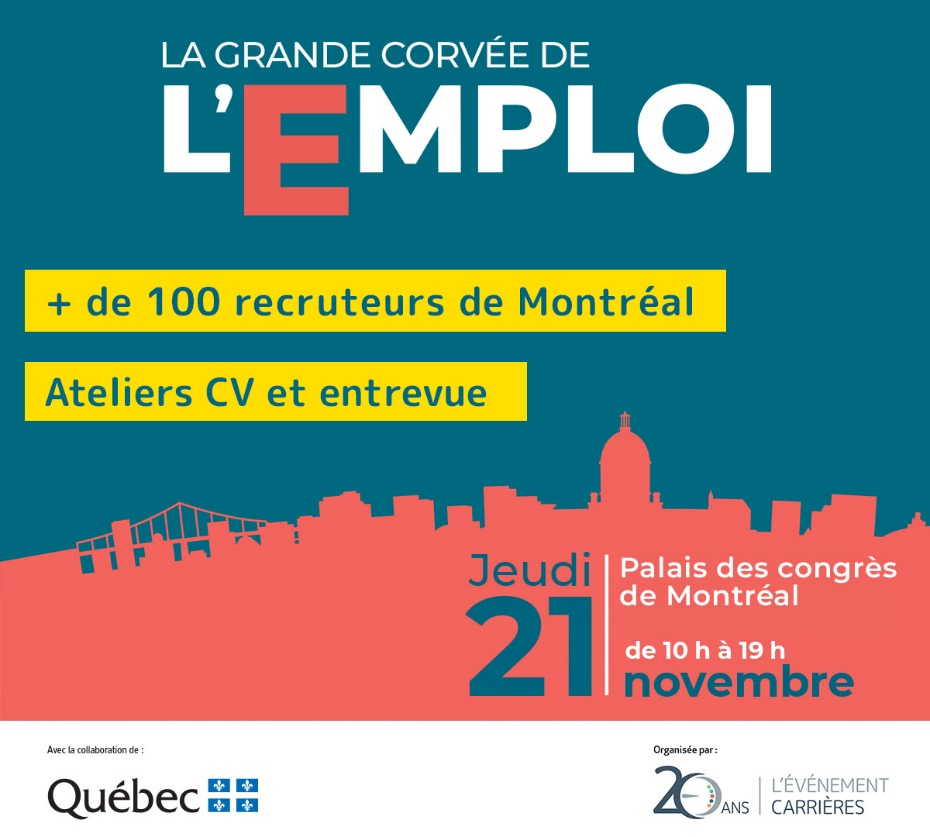 LA GRANDE CORVÉE DE
L'EMPLOI
+ de 100 recruteurs de Montréal
Ateliers CV et entrevue
Jeudi
21
Palais des congrès
de Montréal
de 10 h à 19 h
novembre
Avec la collaboration de :
Québec
Organisée par :
20 ANS
L'ÉVÉNEMENT
CARRIÈRES